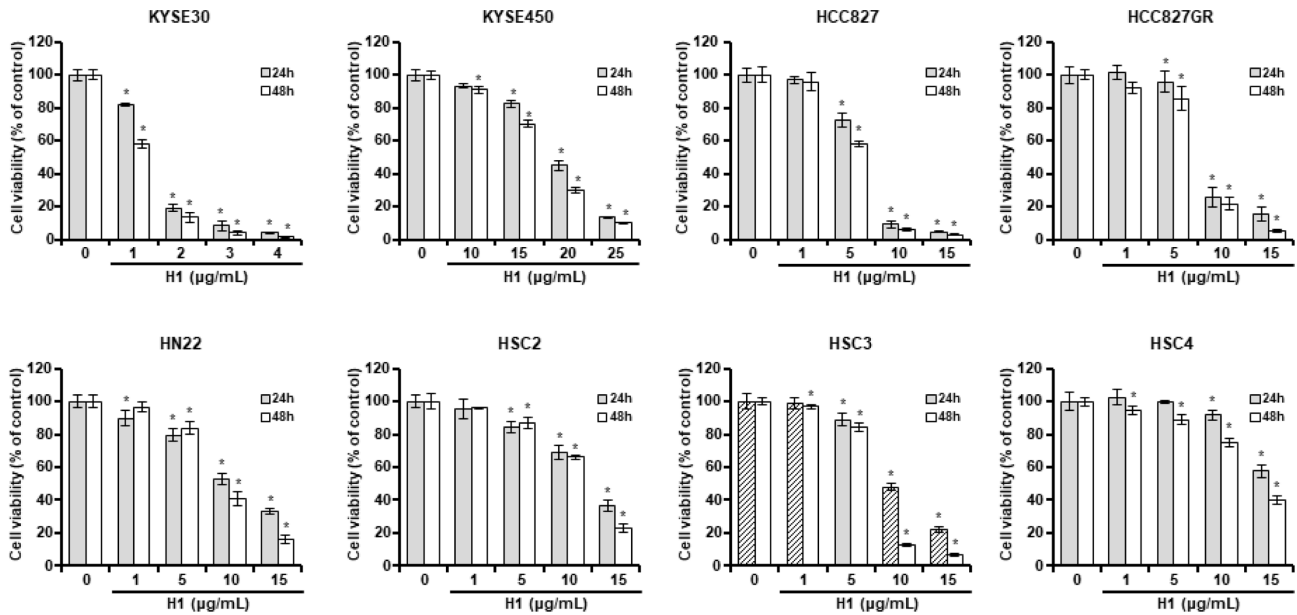 KYSE30
Cell viability (% of control)
120
100
80
60
40
20
0
24h
48h
* * * * * * * *
0 1 2 3 4
H1 (µg/mL)
KYSE450
Cell viability (% of control)
120
100
80
60
40
20
0
24h
48h
* * * * * * *
0 10 15 20 25
H1 (µg/mL)
HCC827
Cell viability (% of control)
120
100
80
60
40
20
0
24h
48h
* * * * * *
0 1 5 10 15
H1 (µg/mL)
HCC827GR
Cell viability (% of control)
120
100
80
60
40
20
0
24h
48h
* * * * * *
0 1 5 10 15
H1 (µg/mL)
HN22
Cell viability (% of control)
120
100
80
60
40
20
0
24h
48h
* * * * * * *
0 1 5 10 15
H1 (µg/mL)
HSC2
Cell viability (% of control)
120
100
80
60
40
20
0
24h
48h
* * * * * *
0 1 5 10 15
H1 (µg/mL)
HSC3
Cell viability (% of control)
120
100
80
60
40
20
0
24h
48h
* * * * * * *
0 1 5 10 15
H1 (µg/mL)
HSC4
Cell viability (% of control)
120
100
80
60
40
20
0
24h
48h
* * * * * *
0 1 5 10 15
H1 (µg/mL)